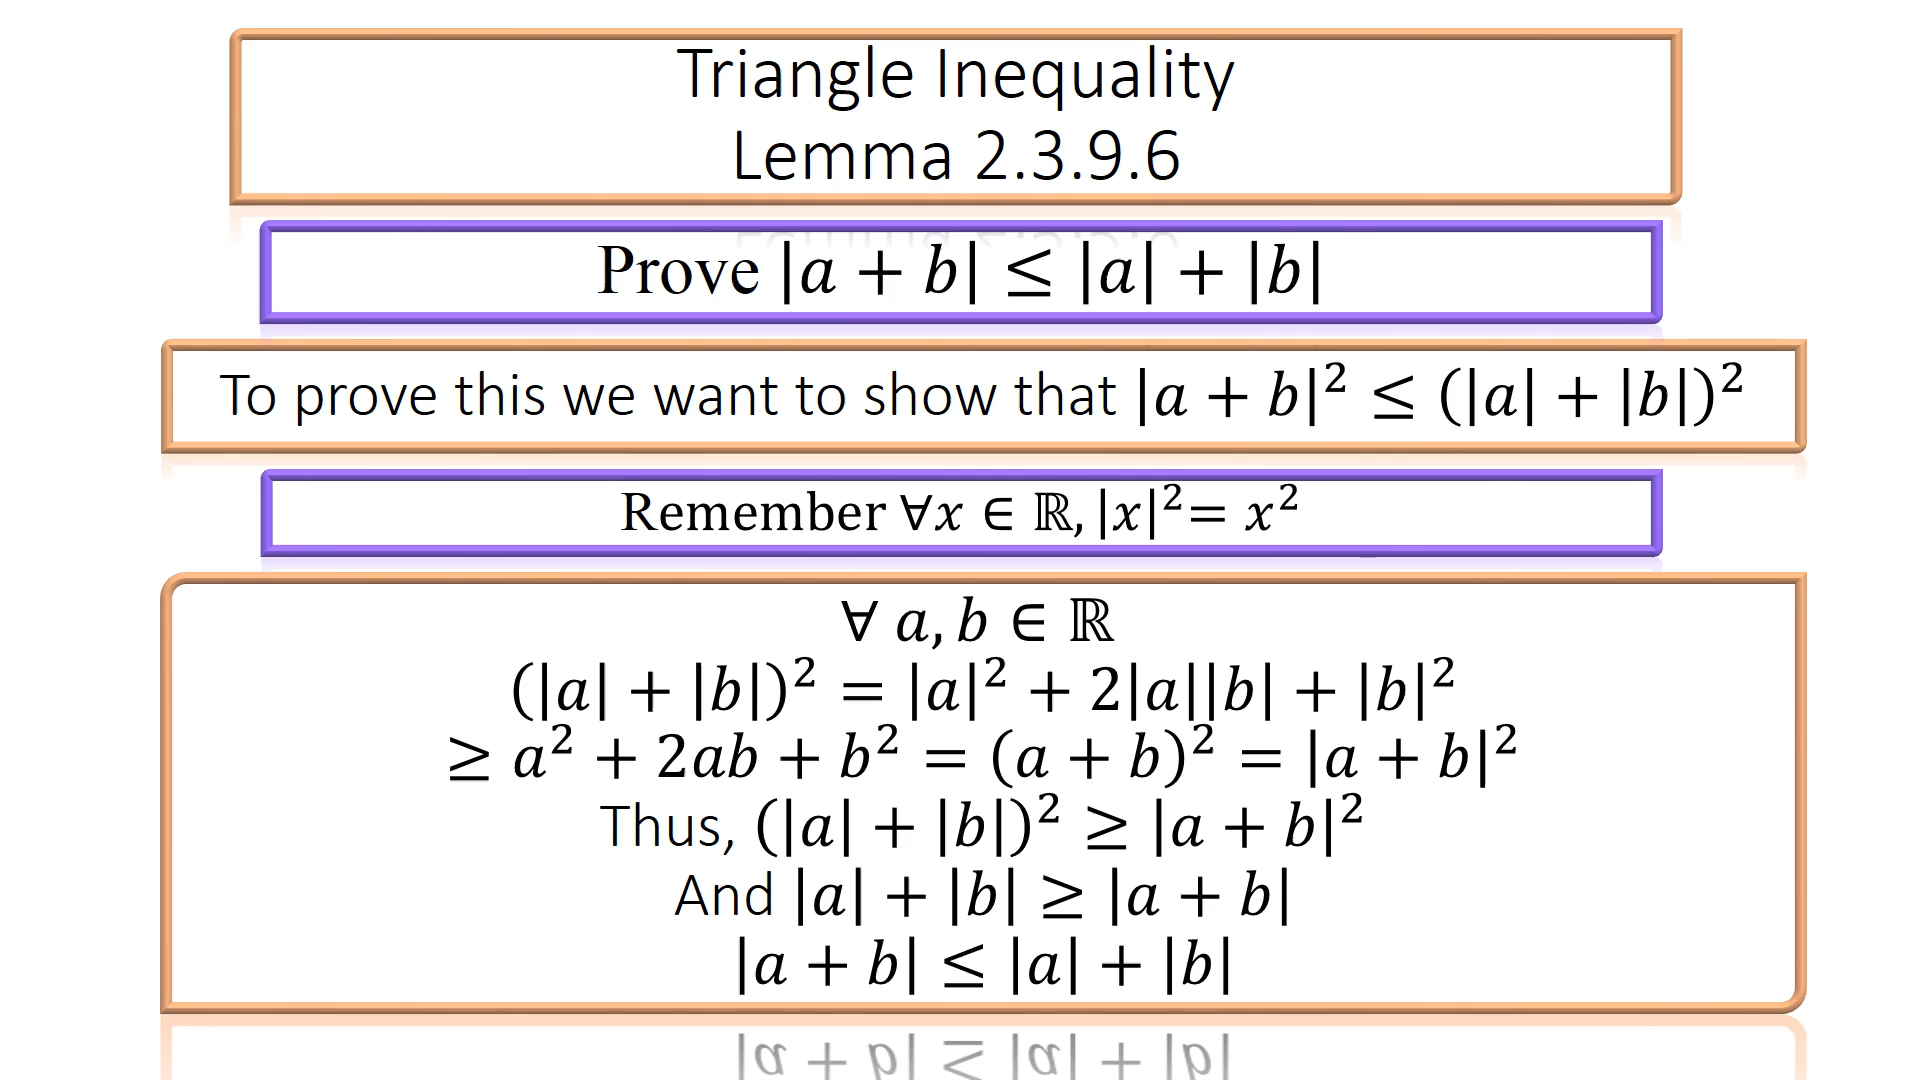 Triangle Inequality
Lemma 2.3.9.6
Prove |a + b| ≤ |a| + |b|
To prove this we want to show that |a + b|² ≤ (|a| + |b|)²
Remember ∀x ∈ ℝ, |x|²= x²
∀ a, b ∈ ℝ
(|a| + |b|)² = |a|² + 2|a||b| + |b|²
≥ a² + 2ab + b² = (a + b)² = |a + b|²
Thus, (|a| + |b|)² ≥ |a + b|²
And |a| + |b| ≥ |a + b|
|a + b| ≤ |a| + |b|